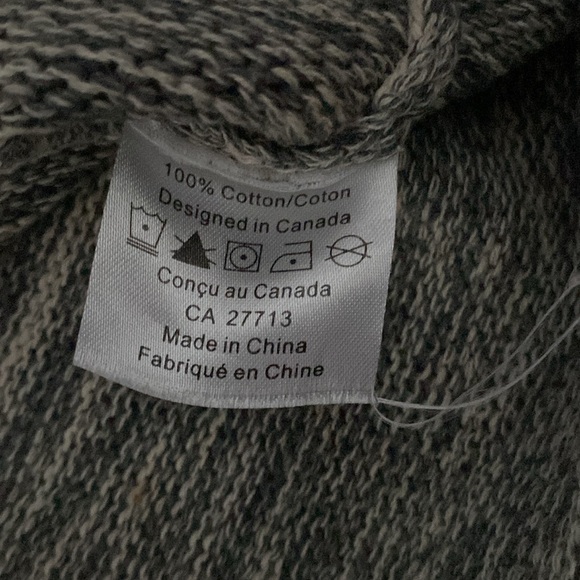 100% Cotton/Coton
Designed in Canada
Conçu au Canada
CA 27713
Made in China
Fabriqué en Chine